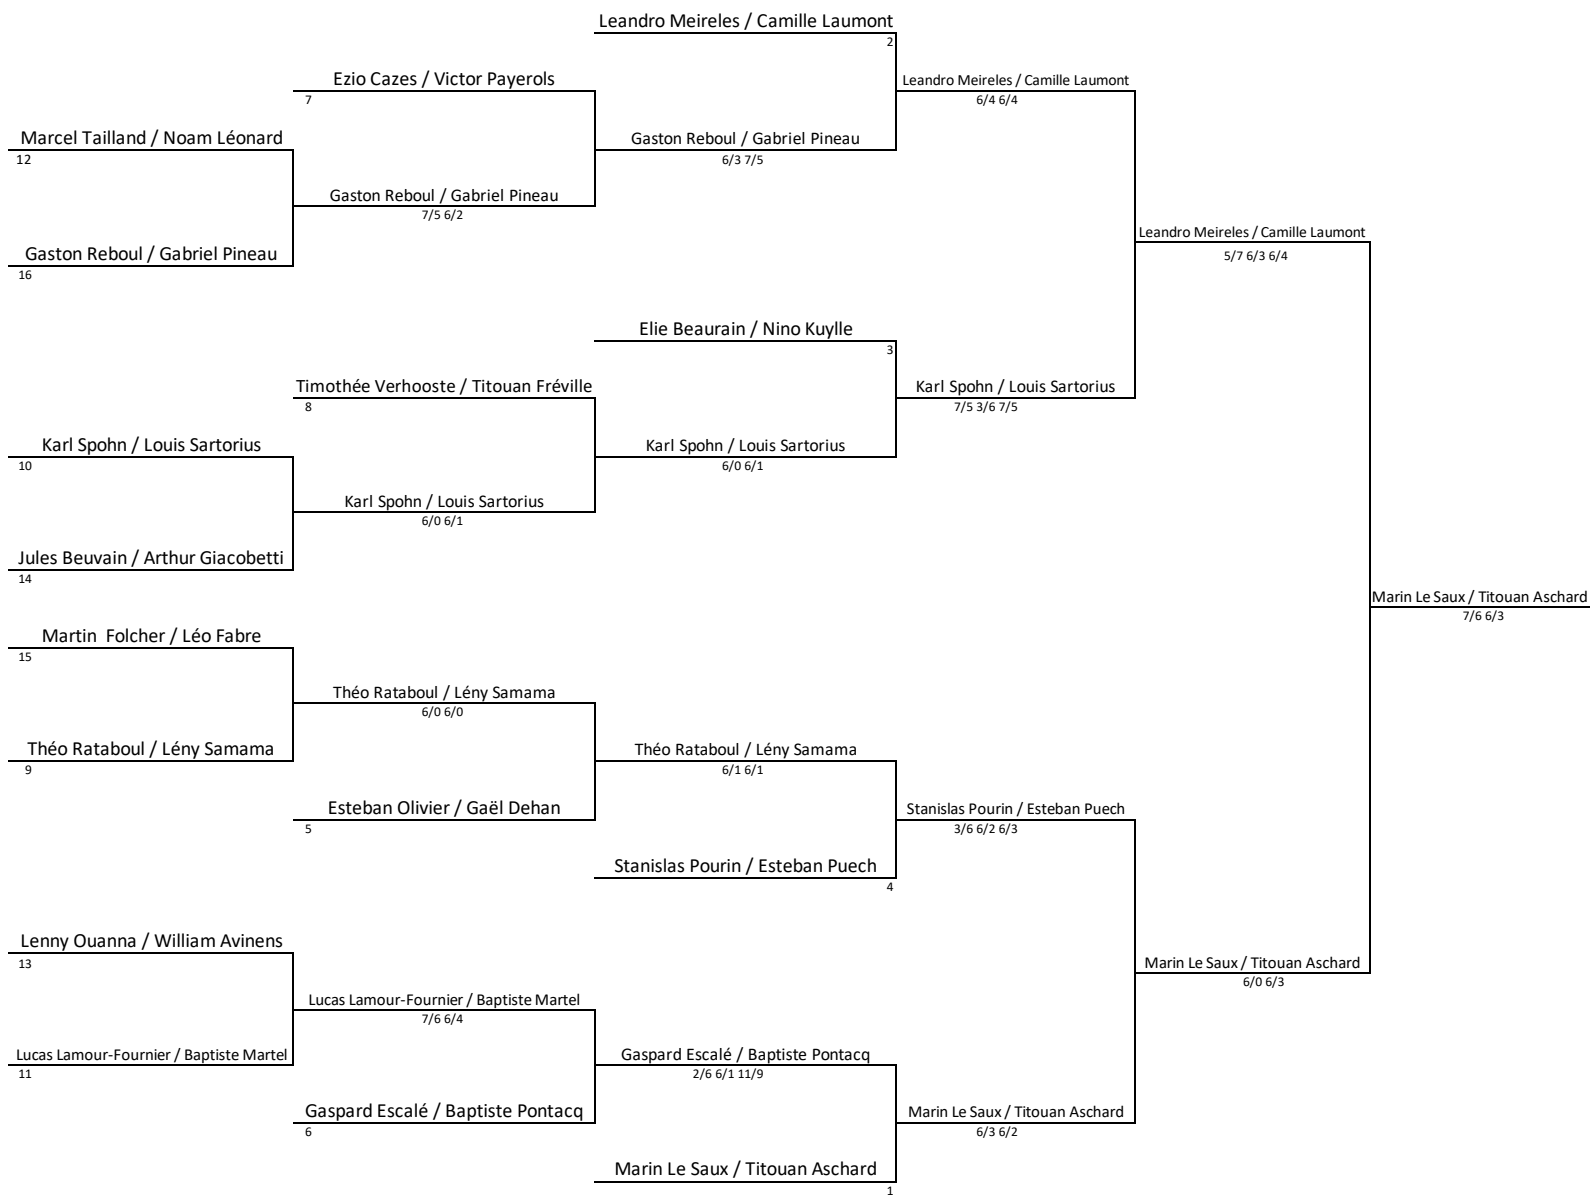 Leandro Meireles / Camille Laumont
2
Ezio Cazes / Victor Payerols
7
Leandro Meireles / Camille Laumont
6/4 6/4
Marcel Tailland / Noam Léonard
12
Gaston Reboul / Gabriel Pineau
6/3 7/5
Gaston Reboul / Gabriel Pineau
7/5 6/2
Gaston Reboul / Gabriel Pineau
16
Leandro Meireles / Camille Laumont
5/7 6/3 6/4
Elie Beaurain / Nino Kuylle
3
Timothée Verhooste / Titouan Fréville
8
Karl Spohn / Louis Sartorius
7/5 3/6 7/5
Karl Spohn / Louis Sartorius
10
Karl Spohn / Louis Sartorius
6/0 6/1
Karl Spohn / Louis Sartorius
6/0 6/1
Jules Beuvain / Arthur Giacobetti
14
Marin Le Saux / Titouan Aschard
7/6 6/3
Martin  Folcher / Léo Fabre
15
Théo Rataboul / Lény Samama
6/0 6/0
Théo Rataboul / Lény Samama
9
Théo Rataboul / Lény Samama
6/1 6/1
Esteban Olivier / Gaël Dehan
5
Stanislas Pourin / Esteban Puech
3/6 6/2 6/3
Stanislas Pourin / Esteban Puech
4
Lenny Ouanna / William Avinens
13
Marin Le Saux / Titouan Aschard
6/0 6/3
Lucas Lamour-Fournier / Baptiste Martel
7/6 6/4
Lucas Lamour-Fournier / Baptiste Martel
11
Gaspard Escalé / Baptiste Pontacq
2/6 6/1 11/9
Gaspard Escalé / Baptiste Pontacq
6
Marin Le Saux / Titouan Aschard
6/3 6/2
Marin Le Saux / Titouan Aschard
1